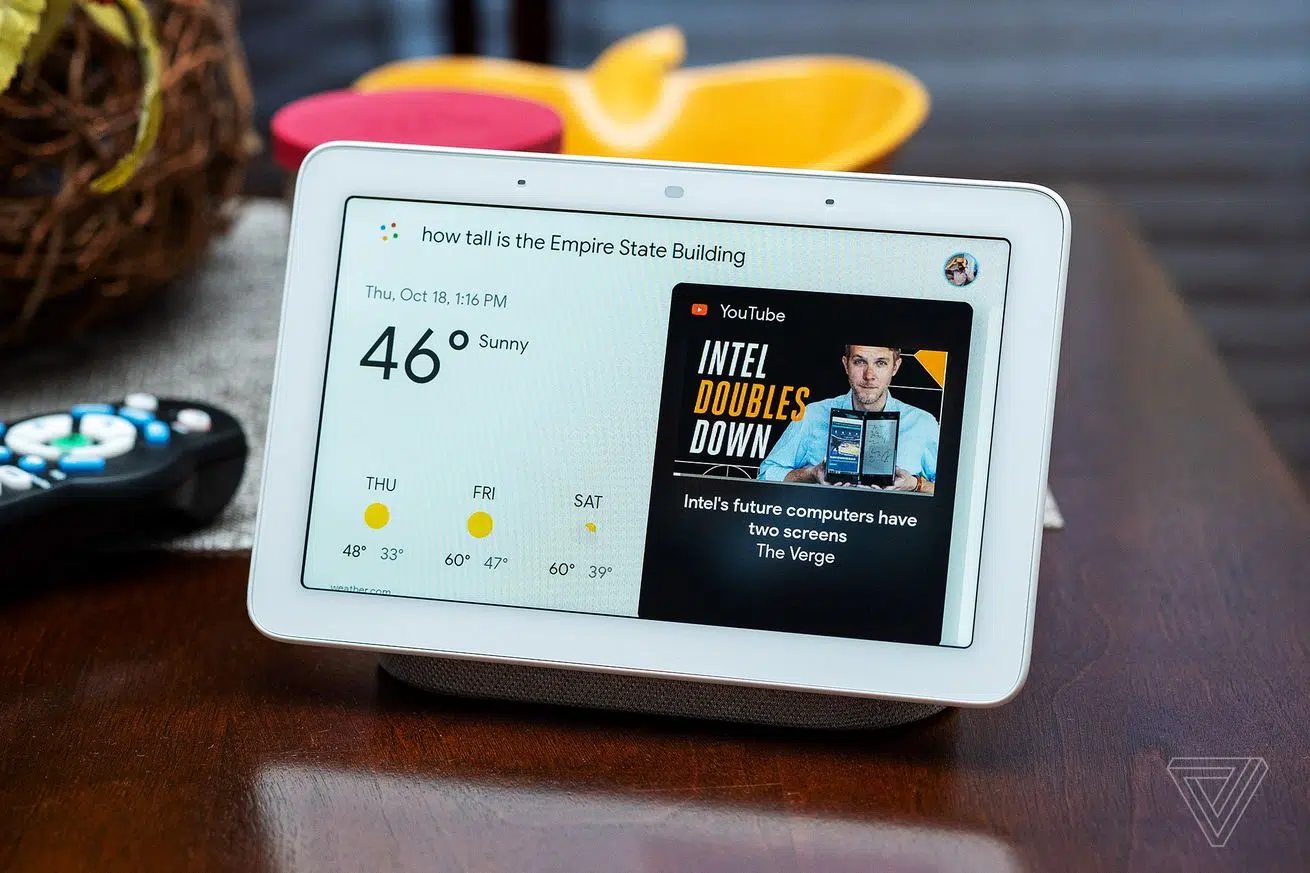 how tall is the Empire State Building
Thu, Oct 18, 1:16 PM
46° Sunny
THU
48° 33°
FRI
60° 47°
SAT
60° 39°
weather.com
YouTube
INTEL
DOUBLES
DOWN
Intel's future computers have
two screens
The Verge